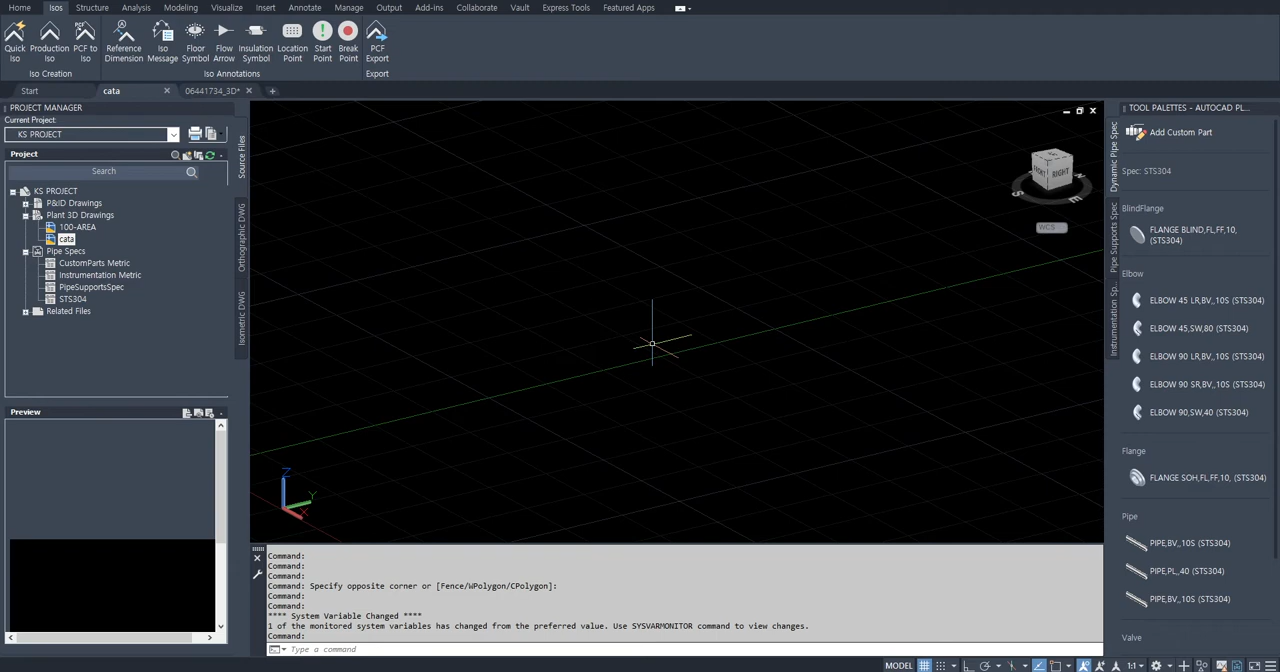 Home Isos Structure Analysis Modeling Visualize Insert Annotate Manage Output Add-ins Collaborate Vault Express Tools Featured Apps
Quick Iso
Production Iso
PCF to Iso
Reference Dimension
Iso Message
Floor Symbol
Flow Arrow
Insulation Symbol
Location Point
Start Point
Break Point
PCF Export
Iso Creation
Iso Annotations
Export
Start
cata
06441734_3D*
PROJECT MANAGER
Current Project:
KS PROJECT
Project
Search
KS PROJECT
P&ID Drawings
Plant 3D Drawings
100-AREA
cata
Pipe Specs
CustomParts Metric
Instrumentation Metric
PipeSupportsSpec
STS304
Related Files
Source Files
Orthographic DWG
Isometric DWG
Preview
FRONT
RIGHT
S
E
WCS
Z
Y
X
Command:
Command:
Command:
Command: Specify opposite corner or [Fence/WPolygon/CPolygon]:
Command:
Command:
**** System Variable Changed ****
1 of the monitored system variables has changed from the preferred value. Use SYSVARMONITOR command to view changes.
Command:
Type a command
TOOL PALETTES - AUTOCAD PL...
Dynamic Pipe Spec
Pipe Supports Spec
Instrumentation Sp...
Add Custom Part
Spec: STS304
BlindFlange
FLANGE BLIND,FL,FF,10,
(STS304)
Elbow
ELBOW 45 LR,BV,,10S (STS304)
ELBOW 45,SW,80 (STS304)
ELBOW 90 LR,BV,,10S (STS304)
ELBOW 90 SR,BV,,10S (STS304)
ELBOW 90,SW,40 (STS304)
Flange
FLANGE SOH,FL,FF,10, (STS304)
Pipe
PIPE,BV,,10S (STS304)
PIPE,PL,,40 (STS304)
PIPE,BV,,10S (STS304)
Valve
MODEL
1:1